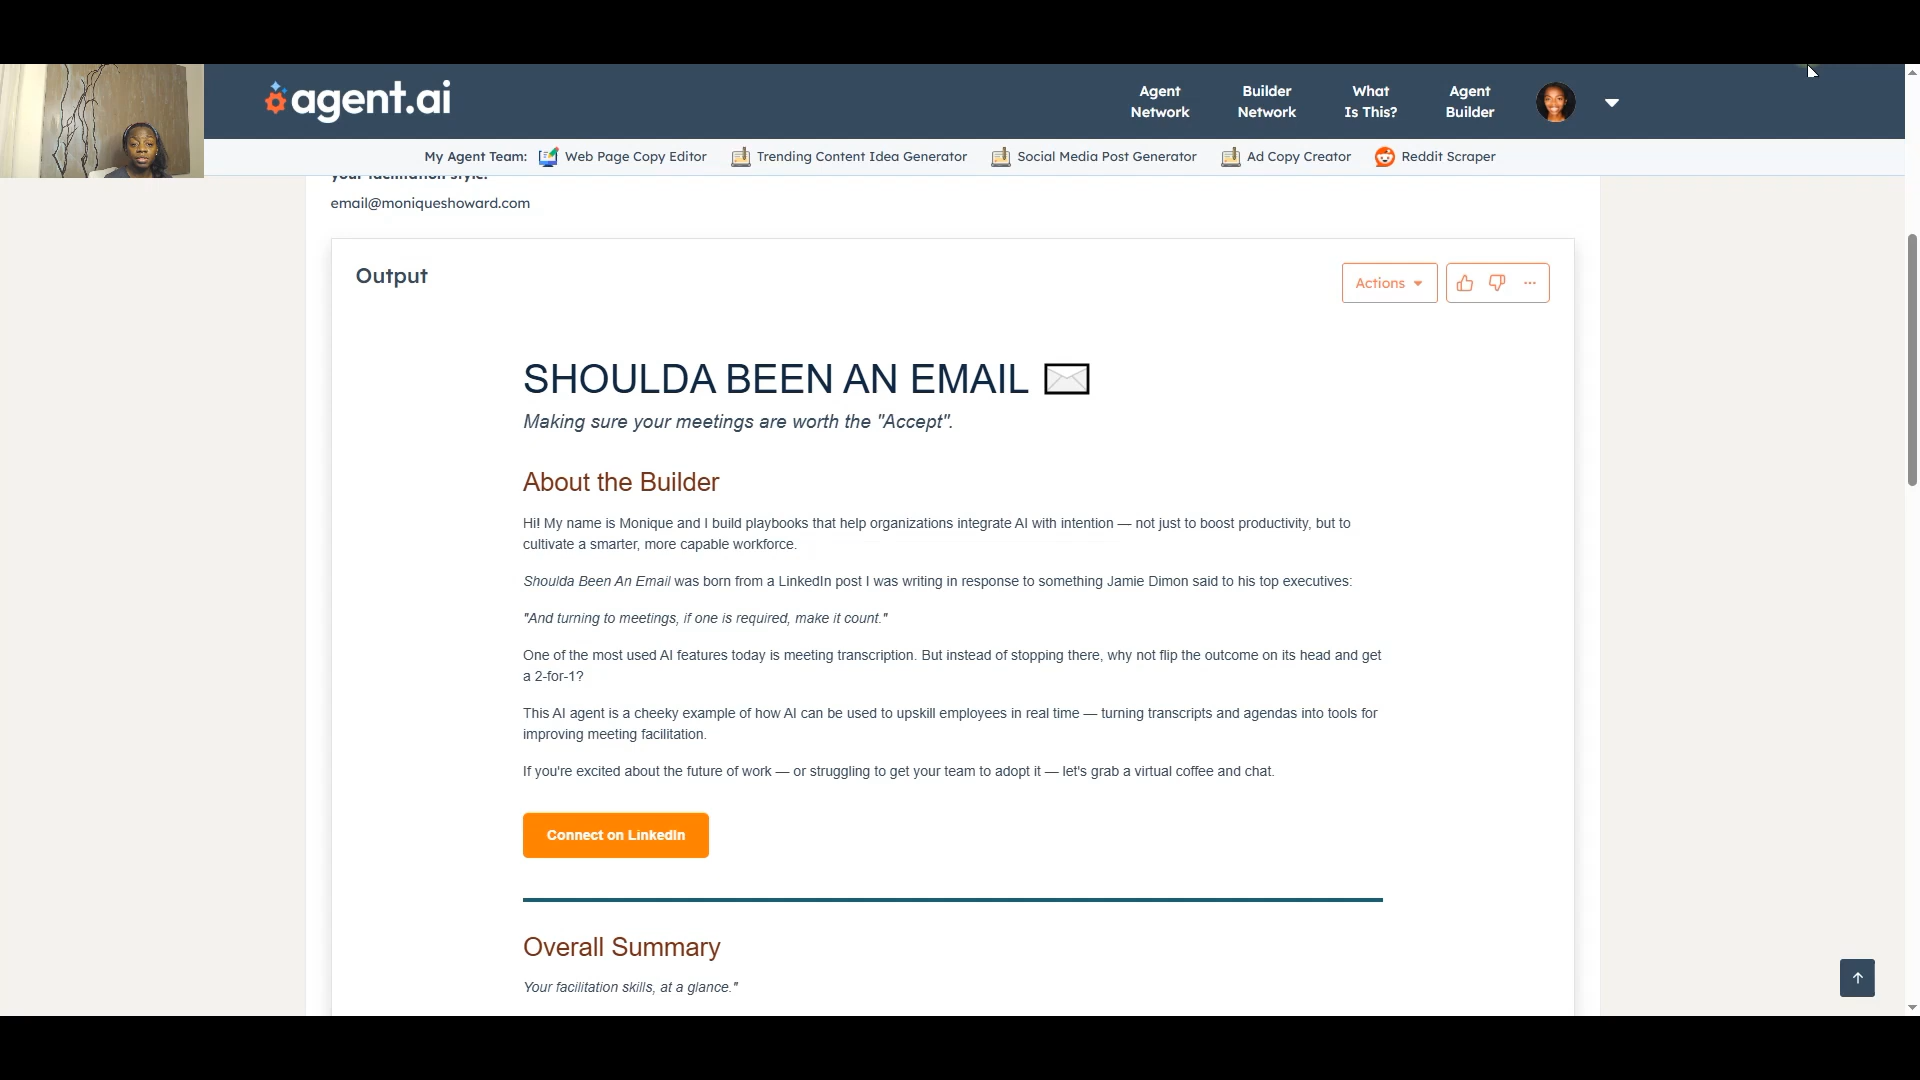 agent.ai
Agent
Network
Builder
Network
What
Is This?
Agent
Builder
My Agent Team:
Web Page Copy Editor
Trending Content Idea Generator
Social Media Post Generator
Ad Copy Creator
Reddit Scraper
your facilitation style.
email@moniqueshoward.com
Output
Actions
SHOULDA BEEN AN EMAIL
Making sure your meetings are worth the "Accept".
About the Builder
Hi! My name is Monique and I build playbooks that help organizations integrate AI with intention — not just to boost productivity, but to
cultivate a smarter, more capable workforce.
Shoulda Been An Email was born from a LinkedIn post I was writing in response to something Jamie Dimon said to his top executives:
"And turning to meetings, if one is required, make it count."
One of the most used AI features today is meeting transcription. But instead of stopping there, why not flip the outcome on its head and get
a 2-for-1?
This AI agent is a cheeky example of how AI can be used to upskill employees in real time — turning transcripts and agendas into tools for
improving meeting facilitation.
If you're excited about the future of work — or struggling to get your team to adopt it — let's grab a virtual coffee and chat.
Connect on LinkedIn
Overall Summary
Your facilitation skills, at a glance."